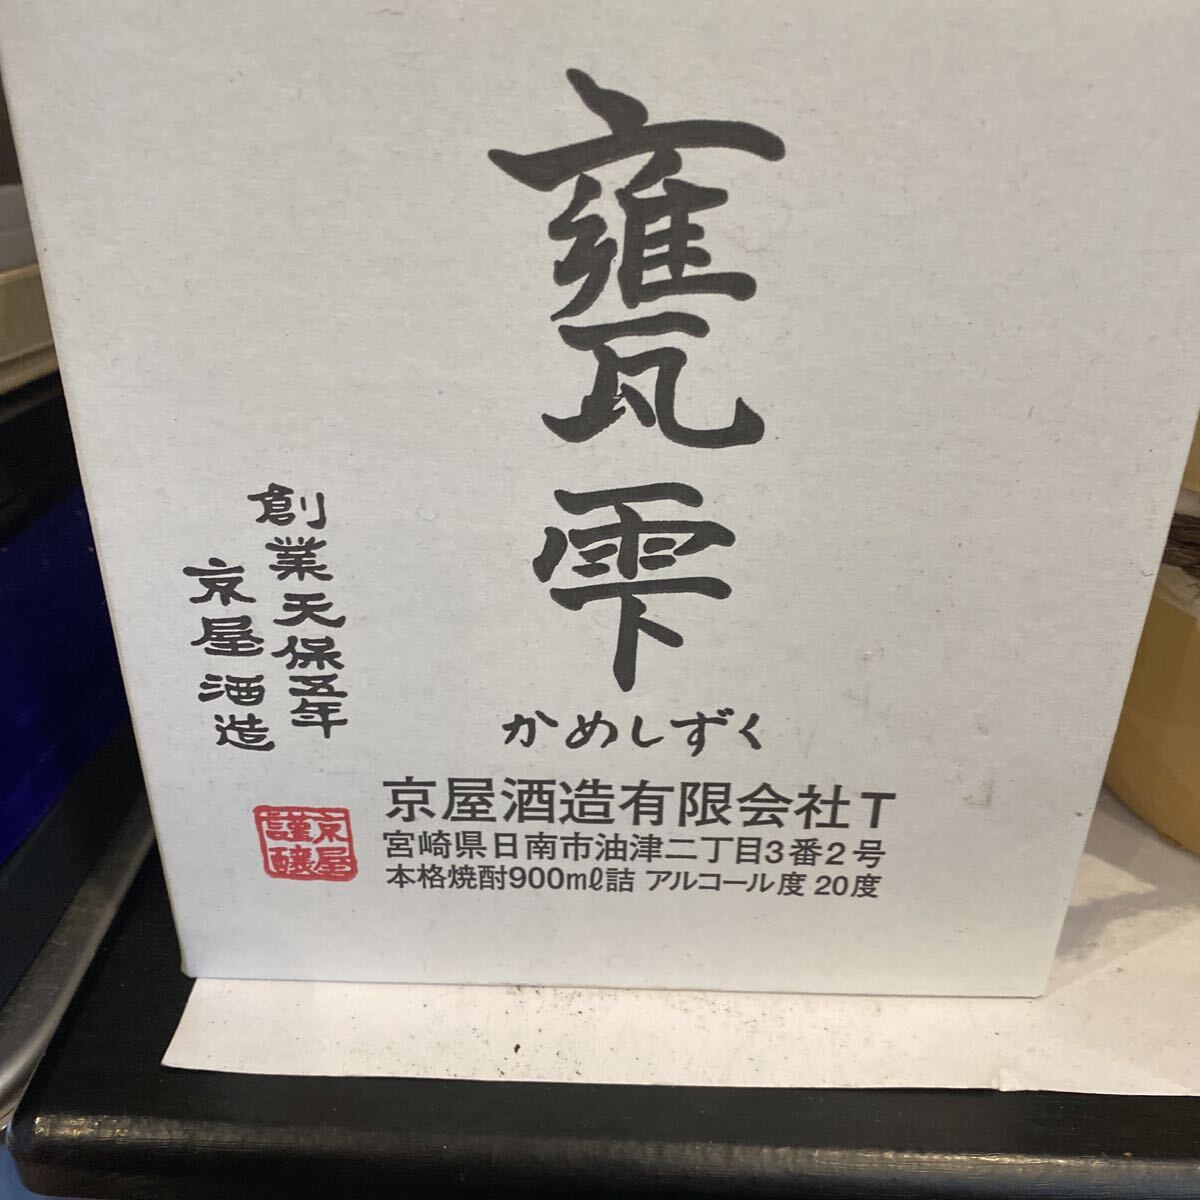 甕雫
かめしずく
創業天保五年
京屋酒造
京屋
謹醸
京屋酒造有限会社T
宮崎県日南市油津二丁目3番2号
本格焼酎900mℓ詰 アルコール度 20度